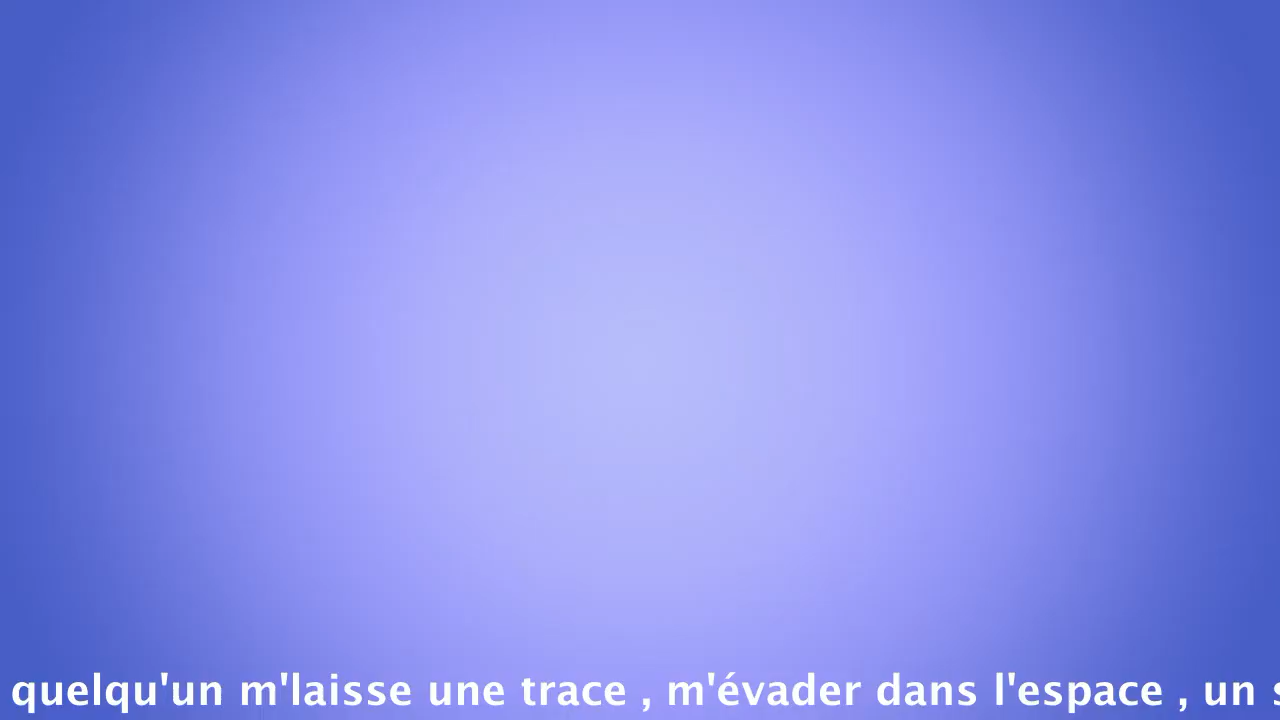 quelqu'un m'laisse une trace , m'évader dans l'espace , un